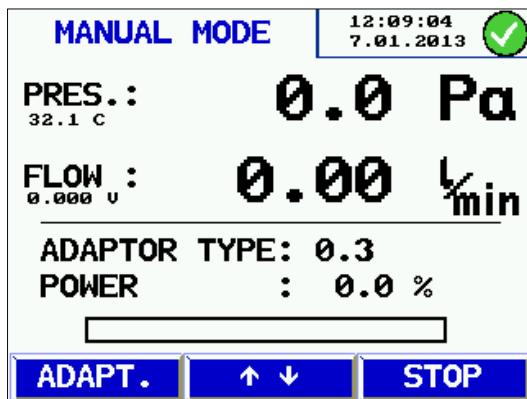 MANUAL MODE
12:09:04
7.01.2013
PRES.: 0.0 Pa
32.1 C
FLOW : 0.00 l/min
0.000 V
ADAPTOR TYPE: 0.3
POWER : 0.0 %
ADAPT. ↑ ↓ STOP